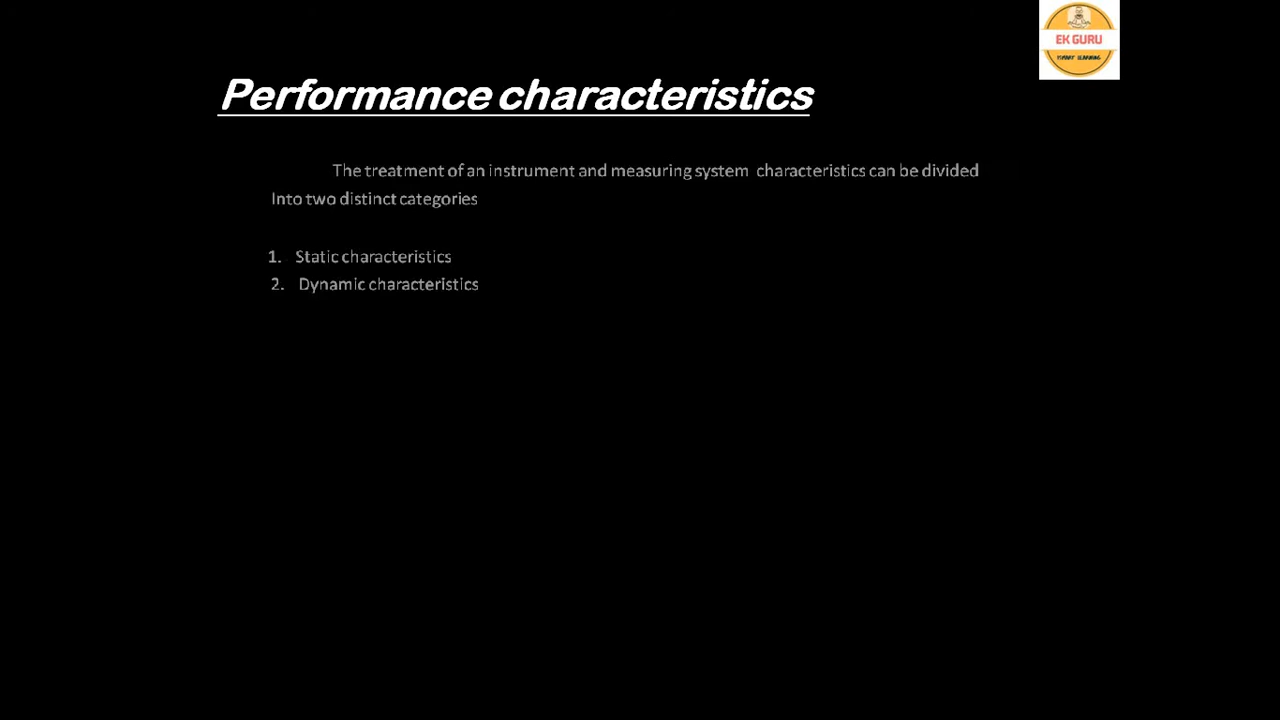 EK GURU
Performance characteristics
The treatment of an instrument and measuring system characteristics can be divided
Into two distinct categories
1. Static characteristics
2. Dynamic characteristics